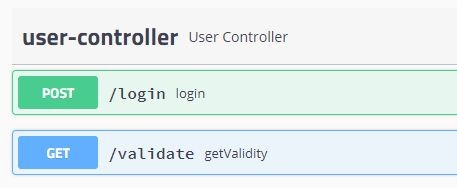 user-controller User Controller
POST /login login
GET /validate getValidity